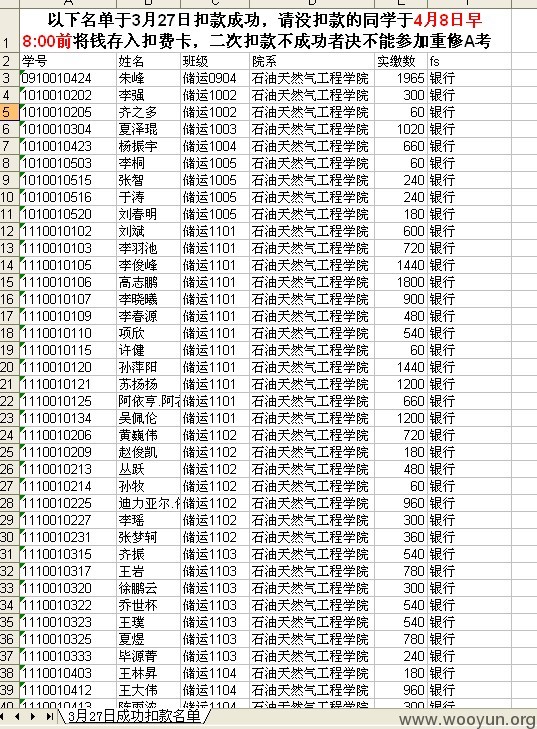 A B C D E F
1 以下名单于3月27日扣款成功，请没扣款的同学于4月8日早
8:00前将钱存入扣费卡，二次扣款不成功者决不能参加重修A考
2 学号 姓名 班级 院系 实缴数 fs
3 0910010424 朱峰 储运0904 石油天然气工程学院 1965 银行
4 1010010202 李强 储运1002 石油天然气工程学院 300 银行
5 1010010205 齐之多 储运1002 石油天然气工程学院 60 银行
6 1010010304 夏泽琨 储运1003 石油天然气工程学院 1020 银行
7 1010010423 杨振宇 储运1004 石油天然气工程学院 660 银行
8 1010010503 李桐 储运1005 石油天然气工程学院 60 银行
9 1010010515 张智 储运1005 石油天然气工程学院 240 银行
10 1010010516 于涛 储运1005 石油天然气工程学院 240 银行
11 1010010520 刘春明 储运1005 石油天然气工程学院 180 银行
12 1110010102 刘斌 储运1101 石油天然气工程学院 600 银行
13 1110010103 李羽池 储运1101 石油天然气工程学院 720 银行
14 1110010105 李俊峰 储运1101 石油天然气工程学院 1440 银行
15 1110010106 高志鹏 储运1101 石油天然气工程学院 1800 银行
16 1110010107 李晓曦 储运1101 石油天然气工程学院 900 银行
17 1110010109 李春源 储运1101 石油天然气工程学院 480 银行
18 1110010110 项欣 储运1101 石油天然气工程学院 540 银行
19 1110010115 许健 储运1101 石油天然气工程学院 60 银行
20 1110010120 孙萍阳 储运1101 石油天然气工程学院 1440 银行
21 1110010121 苏扬扬 储运1101 石油天然气工程学院 1200 银行
22 1110010125 阿依亨.阿 储运1101 石油天然气工程学院 660 银行
23 1110010134 吴佩伦 储运1101 石油天然气工程学院 1200 银行
24 1110010206 黄巍伟 储运1102 石油天然气工程学院 720 银行
25 1110010209 赵俊凯 储运1102 石油天然气工程学院 180 银行
26 1110010213 丛跃 储运1102 石油天然气工程学院 480 银行
27 1110010214 孙牧 储运1102 石油天然气工程学院 60 银行
28 1110010225 迪力亚尔. 储运1102 石油天然气工程学院 960 银行
29 1110010227 李瑶 储运1102 石油天然气工程学院 300 银行
30 1110010231 张梦轲 储运1102 石油天然气工程学院 360 银行
31 1110010315 齐振 储运1103 石油天然气工程学院 540 银行
32 1110010317 王岩 储运1103 石油天然气工程学院 780 银行
33 1110010320 徐鹏云 储运1103 石油天然气工程学院 300 银行
34 1110010322 乔世杯 储运1103 石油天然气工程学院 540 银行
35 1110010323 王璞 储运1103 石油天然气工程学院 540 银行
36 1110010325 夏煜 储运1103 石油天然气工程学院 780 银行
37 1110010333 毕源菁 储运1103 石油天然气工程学院 240 银行
38 1110010403 王林昇 储运1104 石油天然气工程学院 180 银行
39 1110010412 王大伟 储运1104 石油天然气工程学院 960 银行
40 1110010413
3月27日成功扣款名单
www.wooyun.org